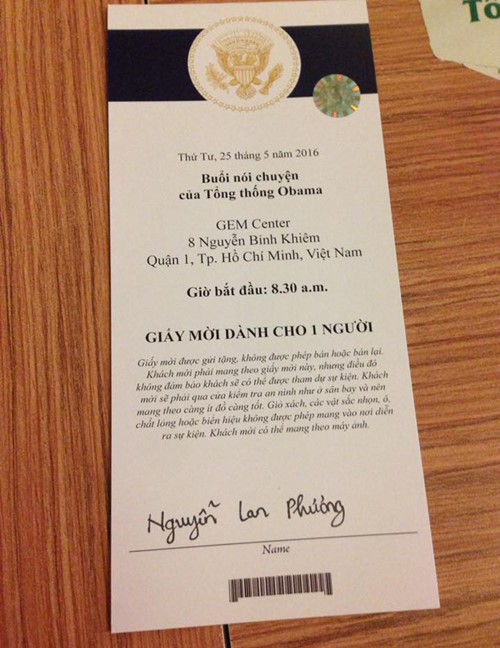 Tố
Thứ Tư, 25 tháng 5 năm 2016
Buổi nói chuyện
của Tổng thống Obama
GEM Center
8 Nguyễn Bỉnh Khiêm
Quận 1, Tp. Hồ Chí Minh, Việt Nam
Giờ bắt đầu: 8.30 a.m.
GIẤY MỜI DÀNH CHO 1 NGƯỜI
Giấy mời được gửi tặng, không được phép bán hoặc bán lại.
Khách mời phải mang theo giấy mời này, nhưng điều đó
không đảm bảo khách sẽ có thể được tham dự sự kiện. Khách
mời sẽ phải qua cửa kiểm tra an ninh như ở sân bay và nên
mang theo càng ít đồ càng tốt. Giỏ xách, các vật sắc nhọn, ô,
chất lỏng hoặc biển hiệu không được phép mang vào nơi diễn
ra sự kiện. Khách mời có thể mang theo máy ảnh.
Nguyễn Lan Phương
Name